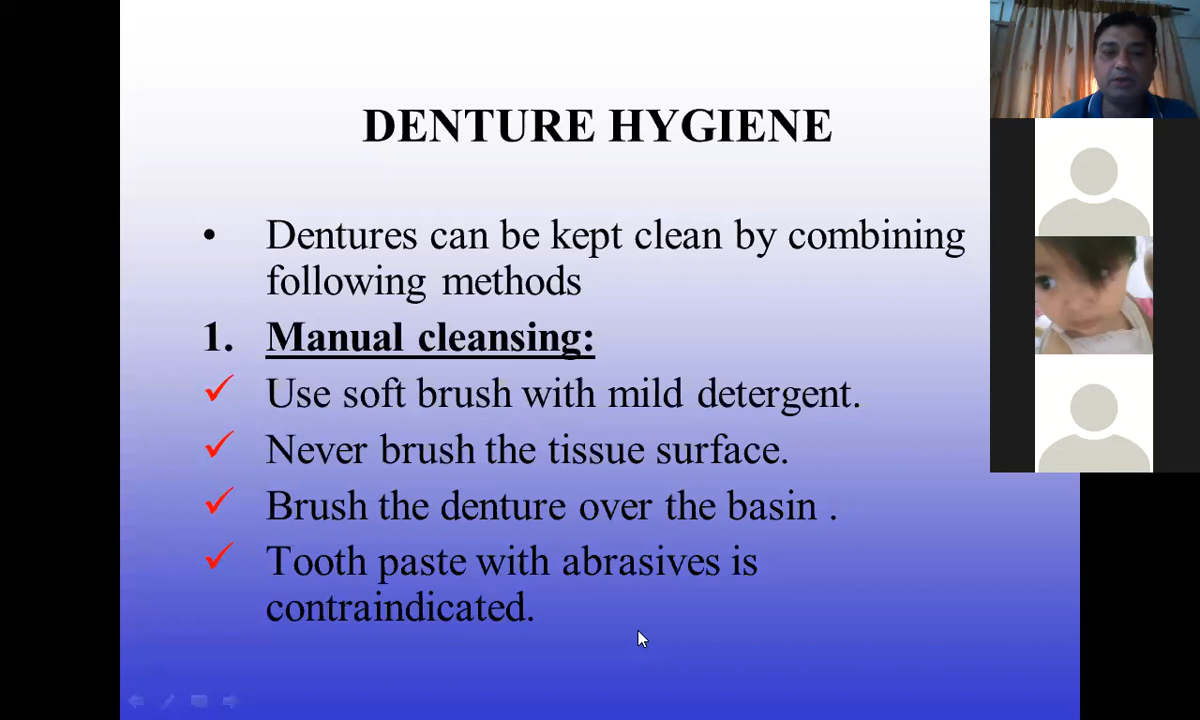 DENTURE HYGIENE
• Dentures can be kept clean by combining
following methods
1. Manual cleansing:
✓ Use soft brush with mild detergent.
✓ Never brush the tissue surface.
✓ Brush the denture over the basin .
✓ Tooth paste with abrasives is
contraindicated.